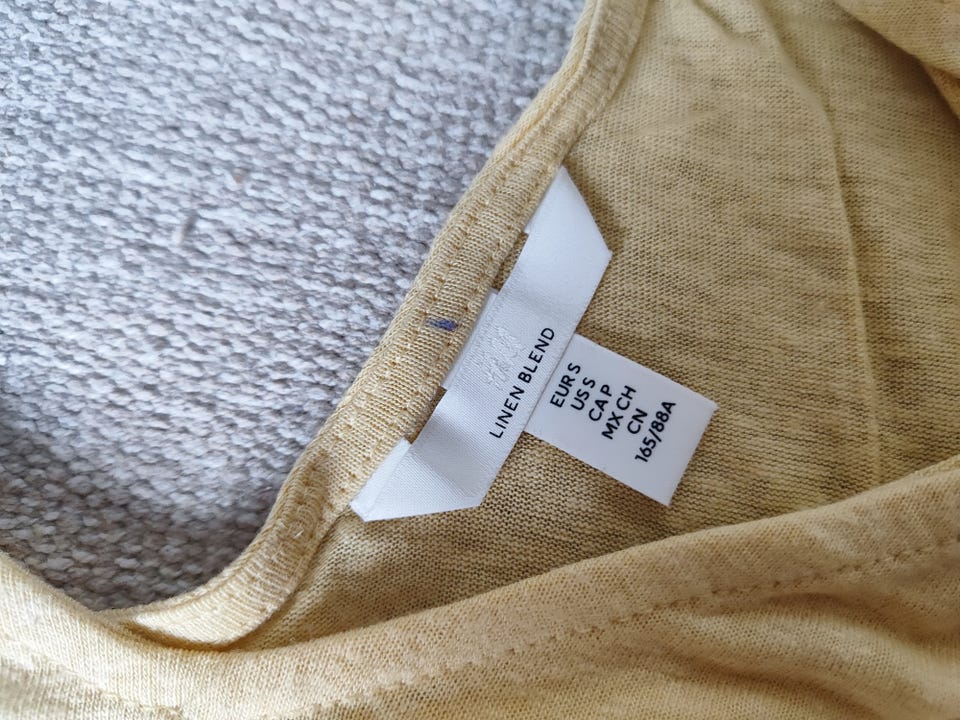 H&M
LINEN BLEND
EUR S
US S
CA P
MX CH
CN
165/88A